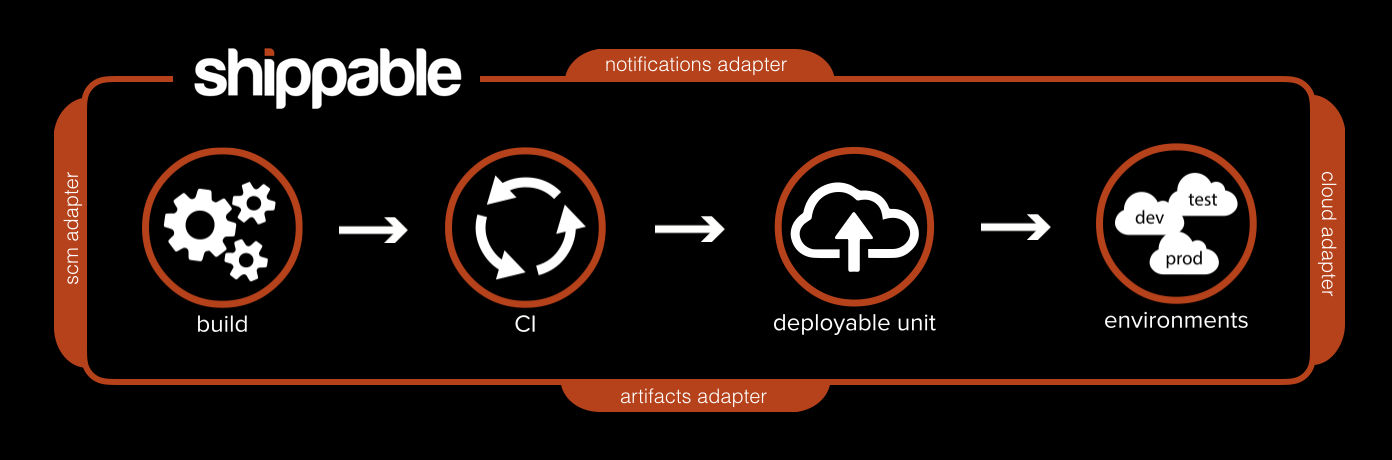 shippable
notifications adapter
scm adapter
build
CI
deployable unit
dev
test
prod
environments
cloud adapter
artifacts adapter